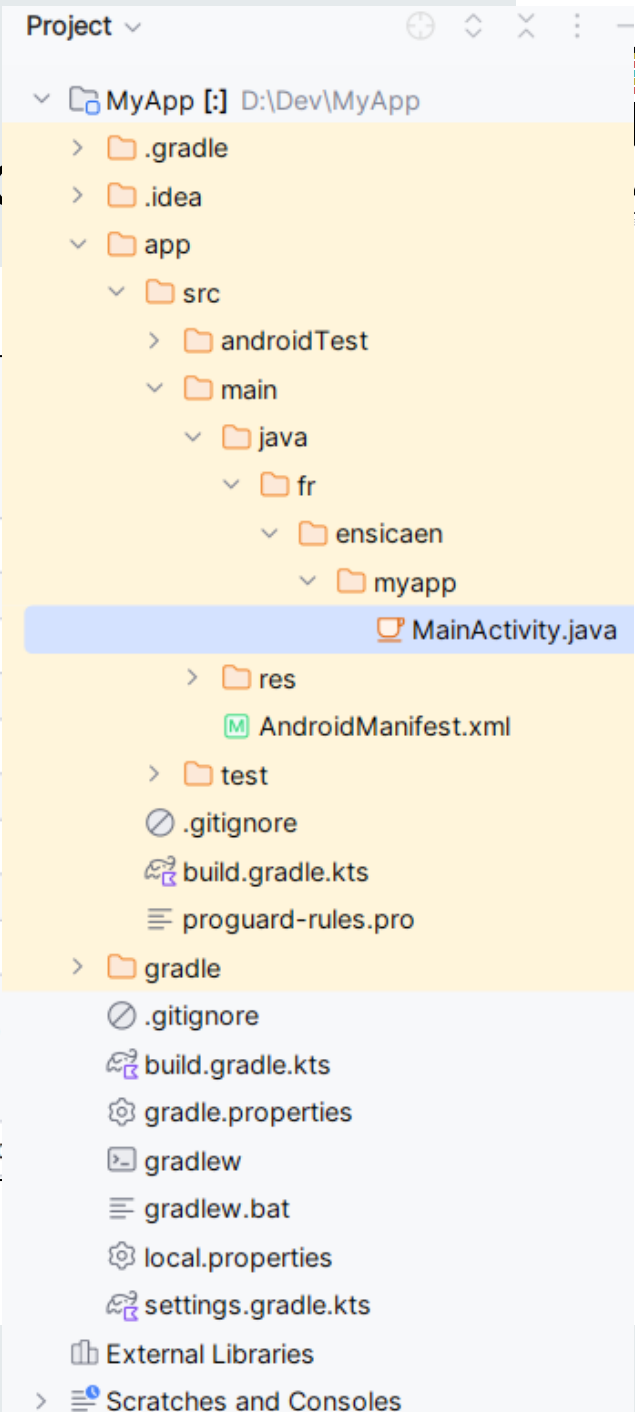 Project
MyApp [:] D:\Dev\MyApp
.gradle
.idea
app
src
androidTest
main
java
fr
ensicaen
myapp
MainActivity.java
res
M AndroidManifest.xml
test
.gitignore
build.gradle.kts
proguard-rules.pro
gradle
.gitignore
build.gradle.kts
gradle.properties
gradlew
gradlew.bat
local.properties
settings.gradle.kts
External Libraries
Scratches and Consoles